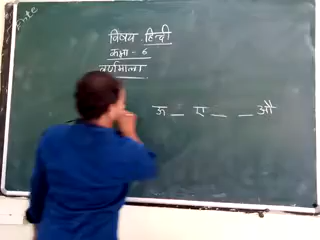 विषय हिन्दी
कक्षा - 6
वर्णमाला
ऊ _ ए _ _ औ